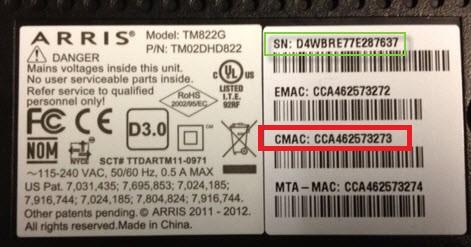 ARRIS®
Model: TM822G
P/N: TM02DHD822
DANGER
Mains voltages inside this unit.
No user serviceable parts inside.
Refer service to qualified
personnel only!
C UL US
LISTED
I.T.E.
92RF
RoHS
2002/95/EC
FCC CE
D3.0
NOM
NYCE
SCT# TTDARTM11-0971
~115-240 VAC, 50/60 Hz, 0.5 A MAX
US Pat. 7,031,435; 7,695,853; 7,024,185;
7,916,744; 7,024,185; 7,804,824; 7,916,744;
Other patents pending. © ARRIS 2011 - 2012.
All rights reserved. Made in China.
SN: D4WBRE77E287637
EMAC: CCA462573272
CMAC: CCA462573273
MTA-MAC: CCA462573274